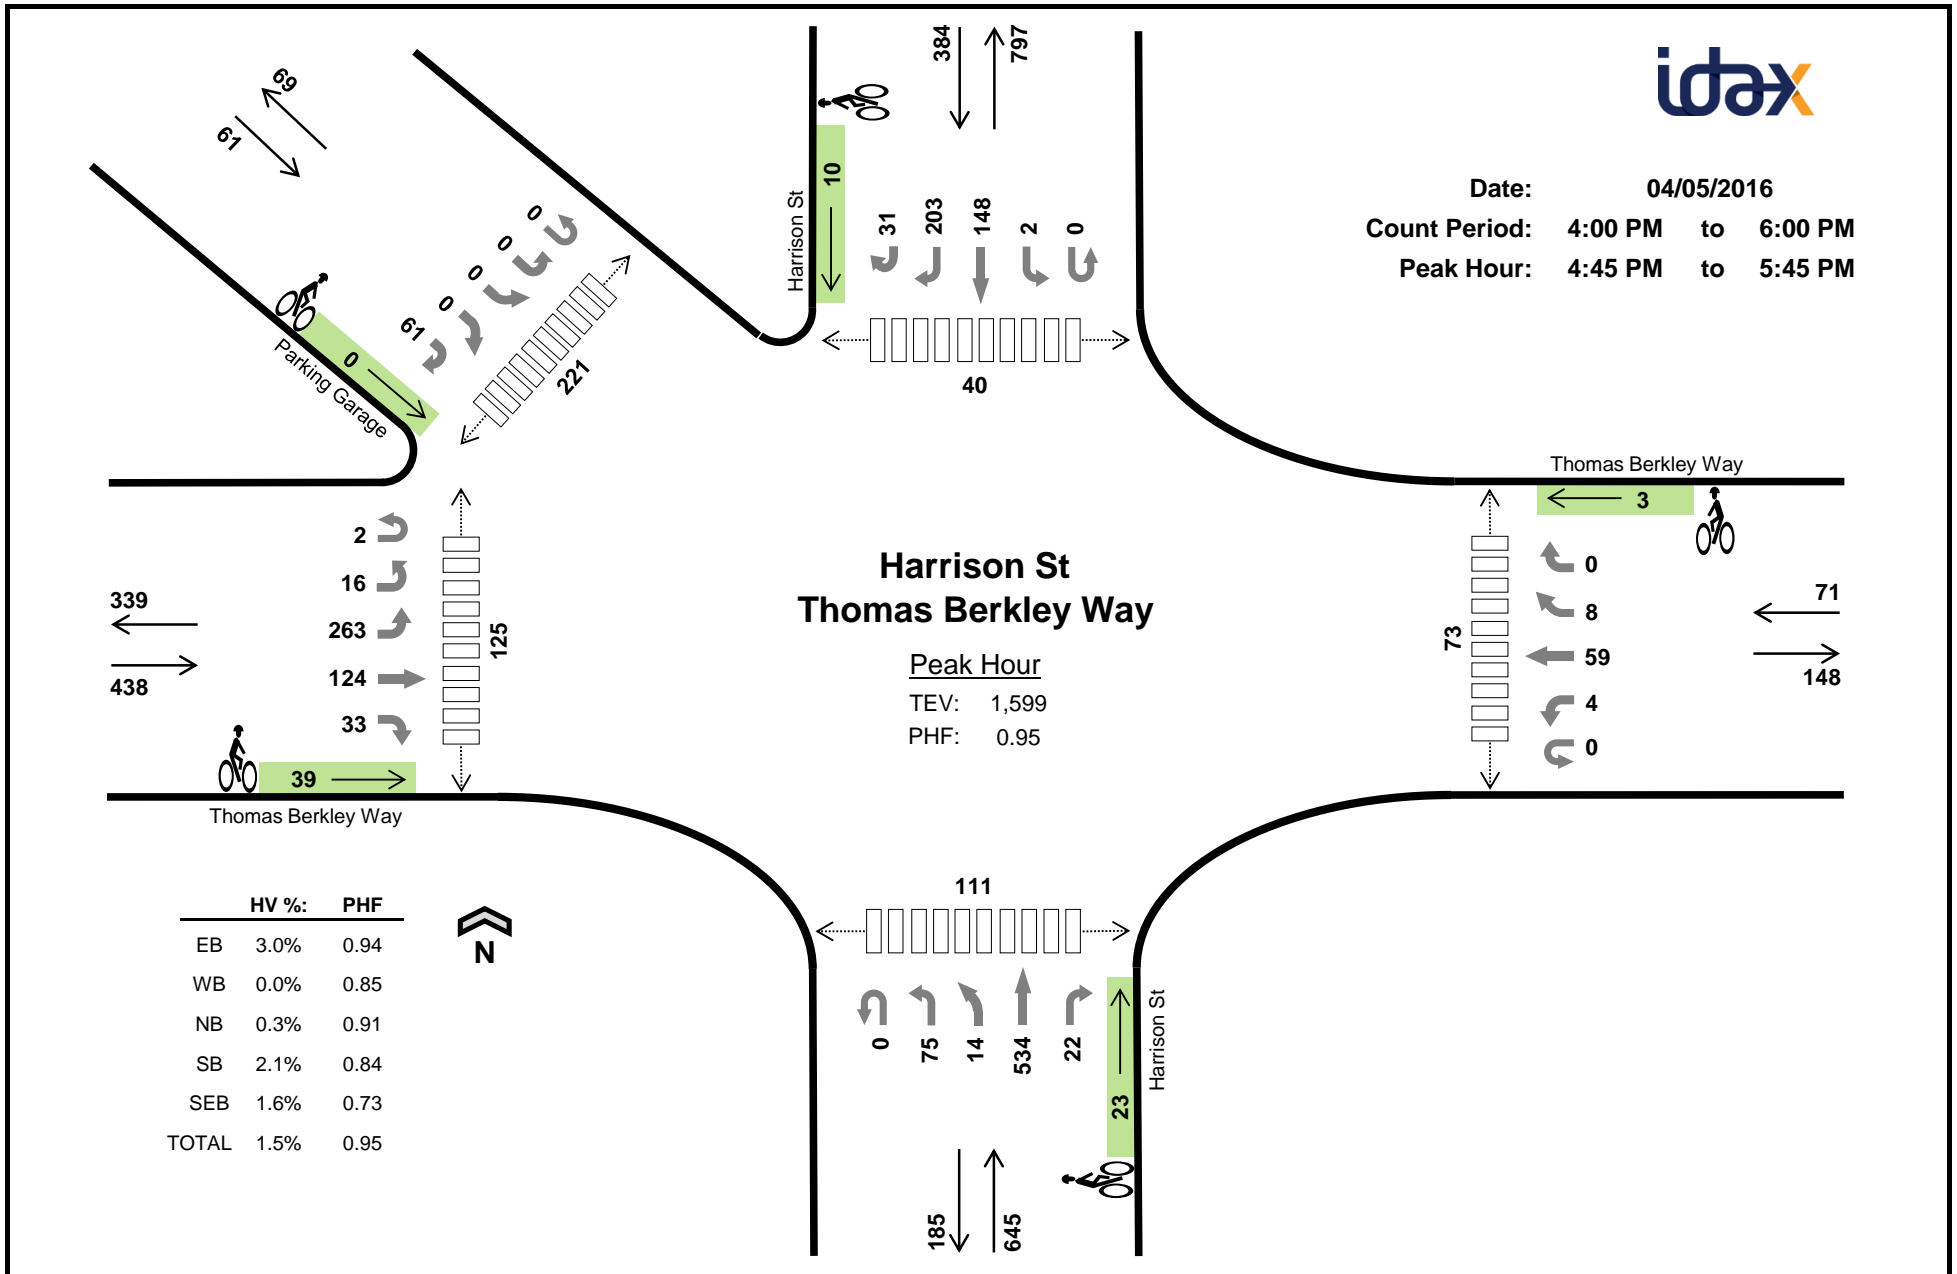 idax
Date: 04/05/2016
Count Period: 4:00 PM to 6:00 PM
Peak Hour: 4:45 PM to 5:45 PM
69
61
0
0
0
0
61
221
0
Parking Garage
384
797
Harrison St
10
31
203
148
2
0
40
Thomas Berkley Way
3
0
8
59
4
0
73
71
148
339
438
2
16
263
124
33
125
39
Thomas Berkley Way
Harrison St
Thomas Berkley Way
Peak Hour
TEV: 1,599
PHF: 0.95
111
0
75
14
534
22
23
Harrison St
185
645
HV %: PHF
EB 3.0% 0.94
WB 0.0% 0.85
NB 0.3% 0.91
SB 2.1% 0.84
SEB 1.6% 0.73
TOTAL 1.5% 0.95
N